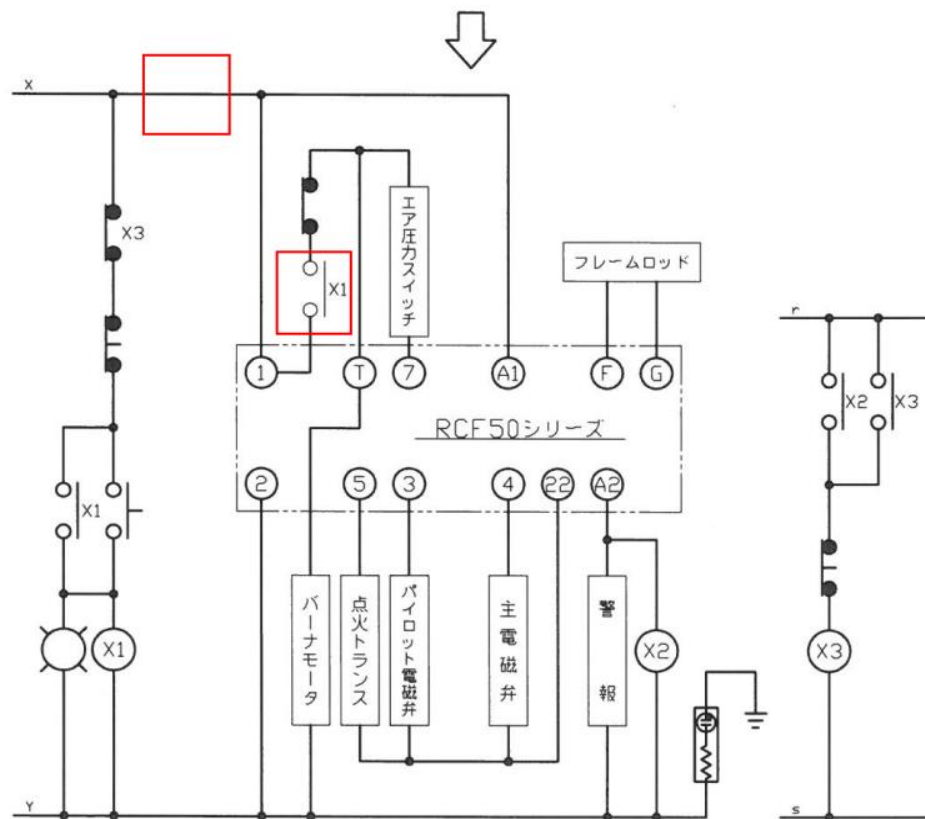 x
X3
X1
エア圧力スイッチ
フレームロッド
r
1
T
7
A1
F
G
X2
X3
RCF50シリーズ
2
5
3
4
22
A2
X1
バーナモータ
点火トランス
パイロット電磁弁
主電磁弁
警報
X1
X2
X3
Y
s